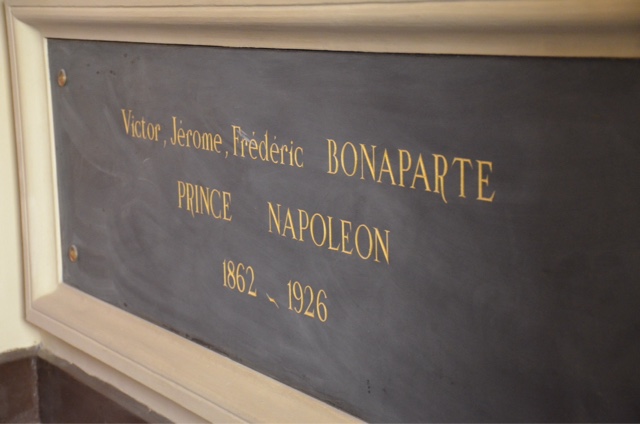 Victor, Jérome, Frédéric BONAPARTE
PRINCE NAPOLEON
1862 - 1926